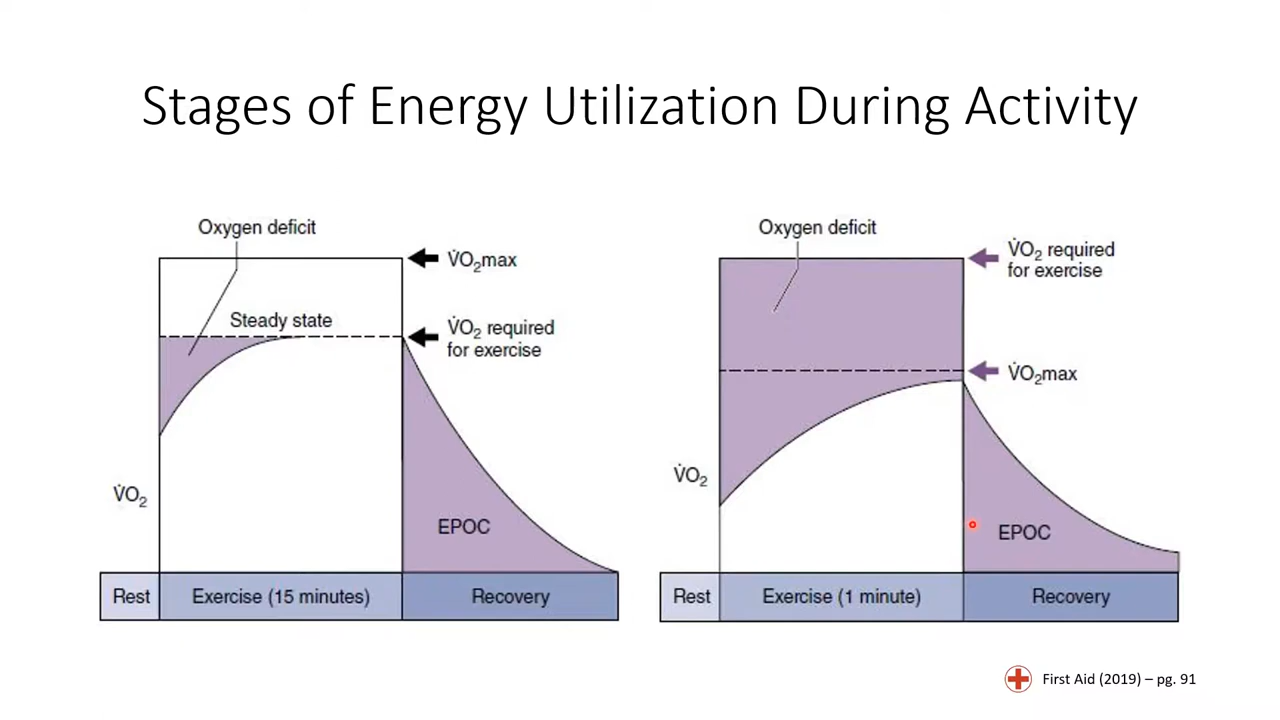 Stages of Energy Utilization During Activity
Oxygen deficit
V̇O₂max
Steady state
V̇O₂ required
for exercise
V̇O₂
EPOC
Rest
Exercise (15 minutes)
Recovery
Oxygen deficit
V̇O₂ required
for exercise
V̇O₂max
V̇O₂
EPOC
Rest
Exercise (1 minute)
Recovery
First Aid (2019) – pg. 91